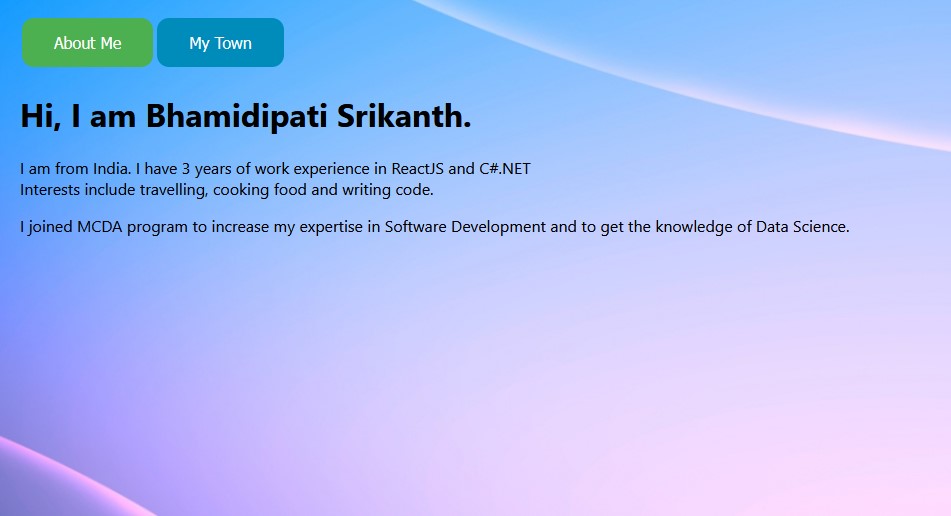 About Me
My Town
Hi, I am Bhamidipati Srikanth.
I am from India. I have 3 years of work experience in ReactJS and C#.NET
Interests include travelling, cooking food and writing code.
I joined MCDA program to increase my expertise in Software Development and to get the knowledge of Data Science.